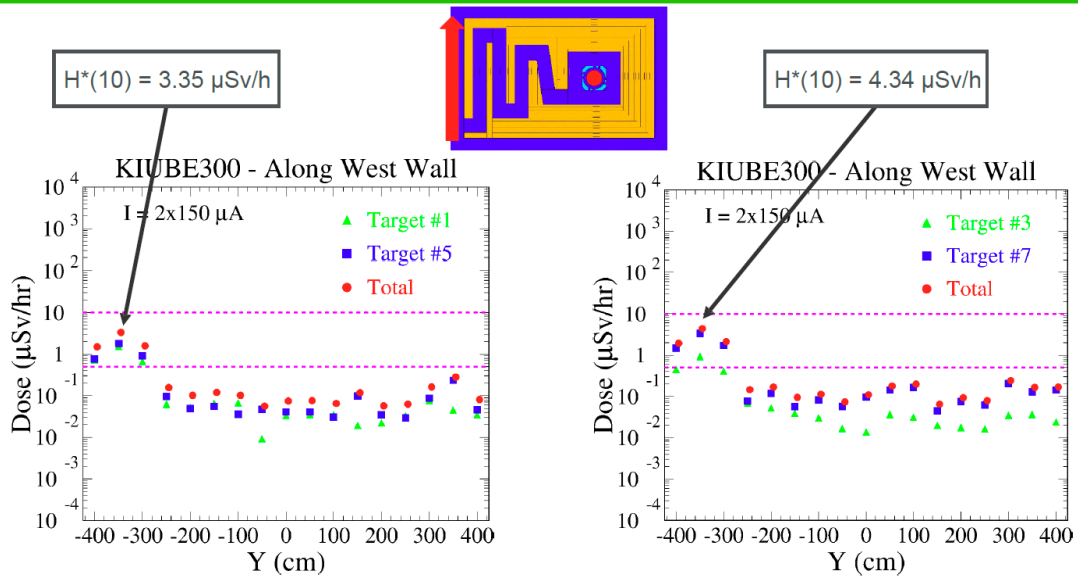 H*(10) = 3.35 µSv/h
H*(10) = 4.34 µSv/h
KIUBE300 - Along West Wall
I = 2x150 µA
Target #1
Target #5
Total
Dose (µSv/hr)
10 4
10 3
10 2
10
1
10 -1
10 -2
10 -2
10 -4
10
-400 -300 -200 -100 0 100 200 300 400
Y (cm)
KIUBE300 - Along West Wall
I = 2x150 µA
Target #3
Target #7
Total
Dose (µSv/hr)
10 4
10 3
10 2
10
1
10 -1
10 -2
10 -2
10 -4
10
-400 -300 -200 -100 0 100 200 300 400
Y (cm)